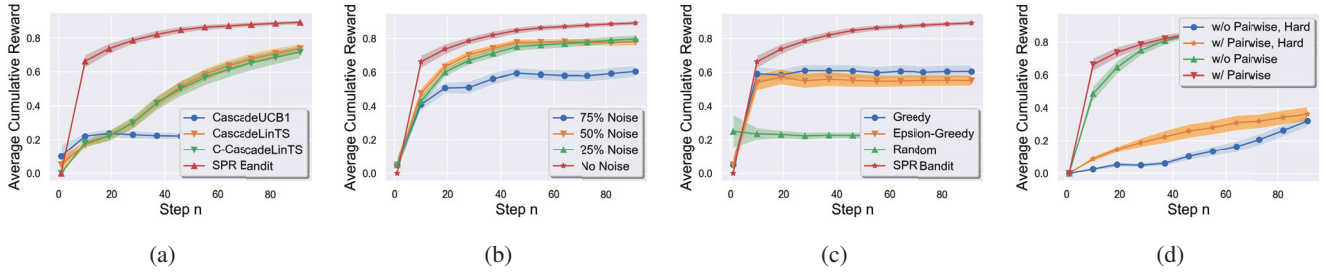 Average Cumulative Reward
0.8
0.6
0.4
0.2
0.0
CascadeUCB1
CascadeLinTS
C-CascadeLinTS
SPR Bandit
0 20 40 60 80
Step n
(a)
Average Cumulative Reward
0.8
0.6
0.4
0.2
0.0
75% Noise
50% Noise
25% Noise
No Noise
0 20 40 60 80
Step n
(b)
Average Cumulative Reward
0.8
0.6
0.4
0.2
0.0
Greedy
Epsilon-Greedy
Random
SPR Bandit
0 20 40 60 80
Step n
(c)
Average Cumulative Reward
0.8
0.6
0.4
0.2
0.0
w/o Pairwise, Hard
w/ Pairwise, Hard
w/o Pairwise
w/ Pairwise
0 20 40 60 80
Step n
(d)